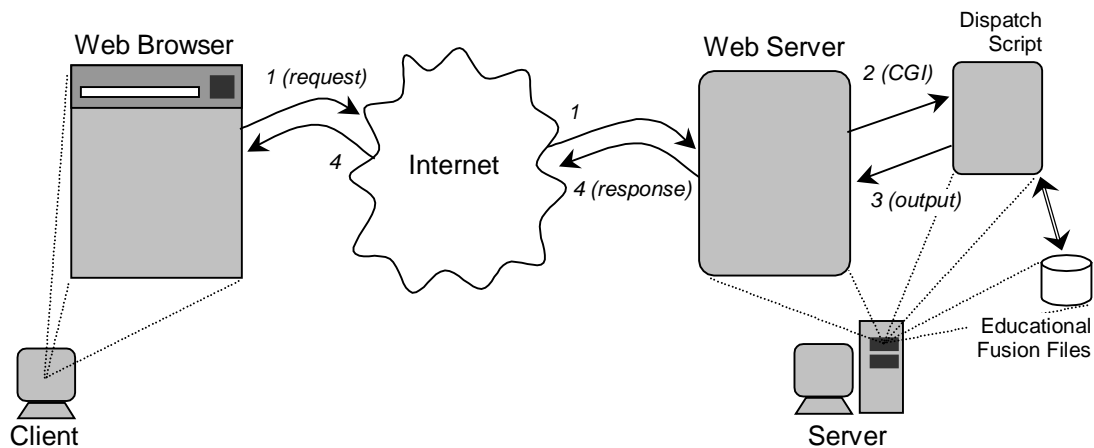 Web Browser
1 (request)
4
Internet
1
4 (response)
Web Server
2 (CGI)
3 (output)
Dispatch
Script
Educational
Fusion Files
Client
Server